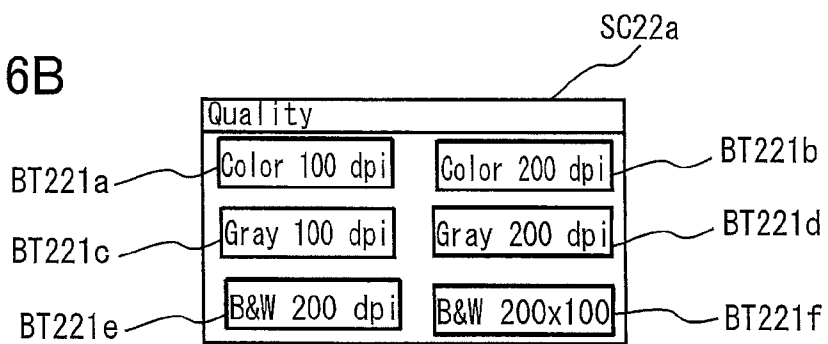 SC22a
6B
Quality
BT221a Color 100 dpi Color 200 dpi BT221b
BT221c Gray 100 dpi Gray 200 dpi BT221d
BT221e B&W 200 dpi B&W 200x100 BT221f